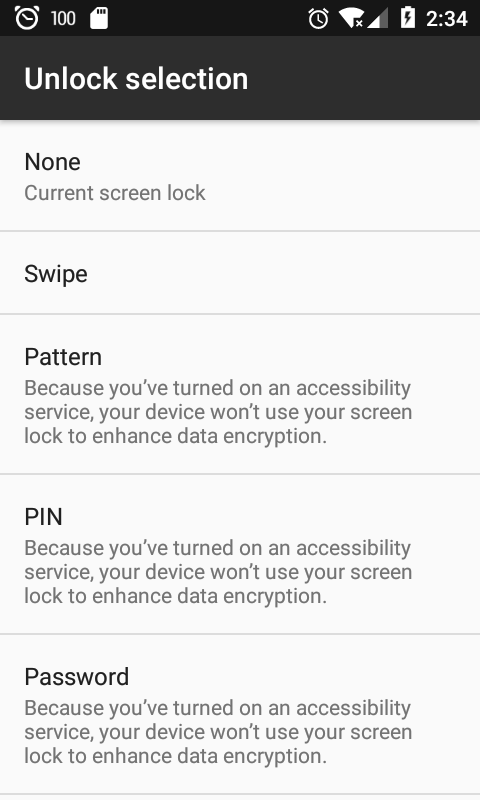 100
2:34
Unlock selection
None
Current screen lock
Swipe
Pattern
Because you’ve turned on an accessibility
service, your device won’t use your screen
lock to enhance data encryption.
PIN
Because you’ve turned on an accessibility
service, your device won’t use your screen
lock to enhance data encryption.
Password
Because you’ve turned on an accessibility
service, your device won’t use your screen
lock to enhance data encryption.